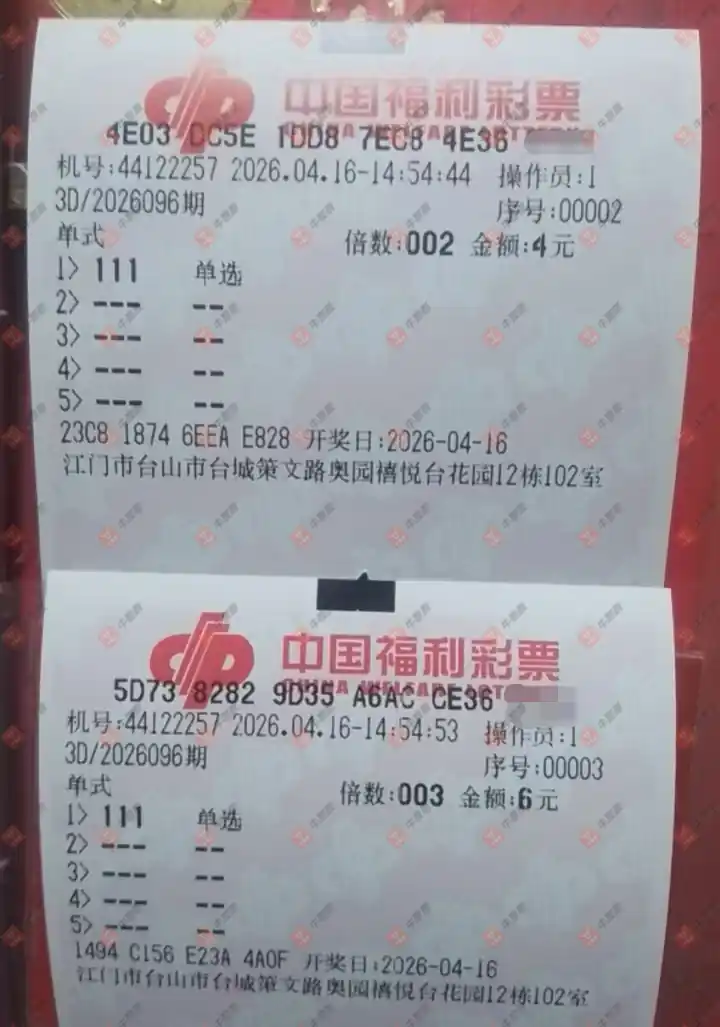 中国福利彩票
CHINA WELFARE LOTTERY
4E03 DC5E 1DD8 7EC8 4E36
机号:44122257 2026.04.16-14:54:44 操作员:1
3D/2026096期 序号:00002
单式 倍数:002 金额:4元
1> 111 单选
2> --- --
3> --- --
4> --- --
5> --- --
23C8 1874 6EEA E828 开奖日:2026-04-16
江门市台山市台城策文路奥园禧悦台花园12栋102室
中国福利彩票
CHINA WELFARE LOT
5D73 8282 9D35 A6AC CE36
机号:44122257 2026.04.16-14:54:53 操作员:1
3D/2026096期 序号:00003
单式 倍数:003 金额:6元
1> 111 单选
2> --- --
3> --- --
4> --- --
5> --- --
1494 C156 E23A 4A0F 开奖日:2026-04-16
江门市台山市台城策文路奥园禧悦台花园12栋102室